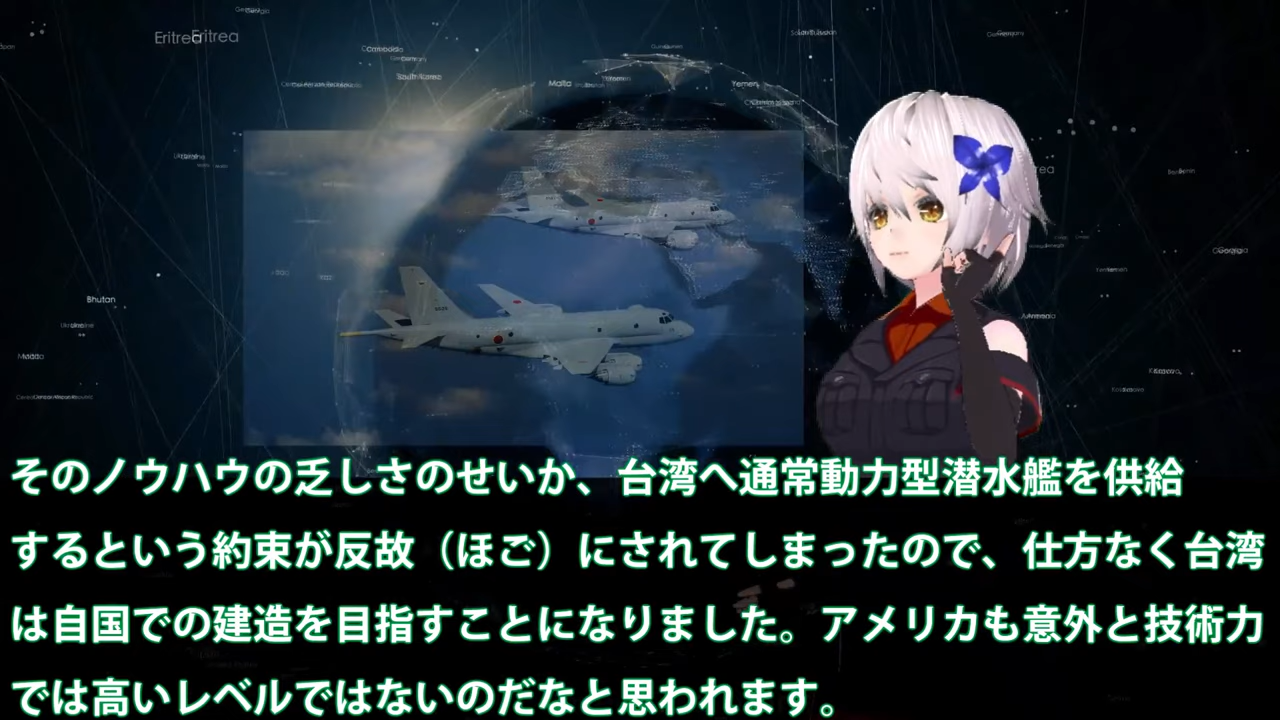 Eritrea
Eritrea
Malta
Yemen
Bhutan
そのノウハウの乏しさのせいか、台湾へ通常動力型潜水艦を供給
するという約束が反故（ほご）にされてしまったので、仕方なく台湾
は自国での建造を目指すことになりました。アメリカも意外と技術力
では高いレベルではないのだなと思われます。